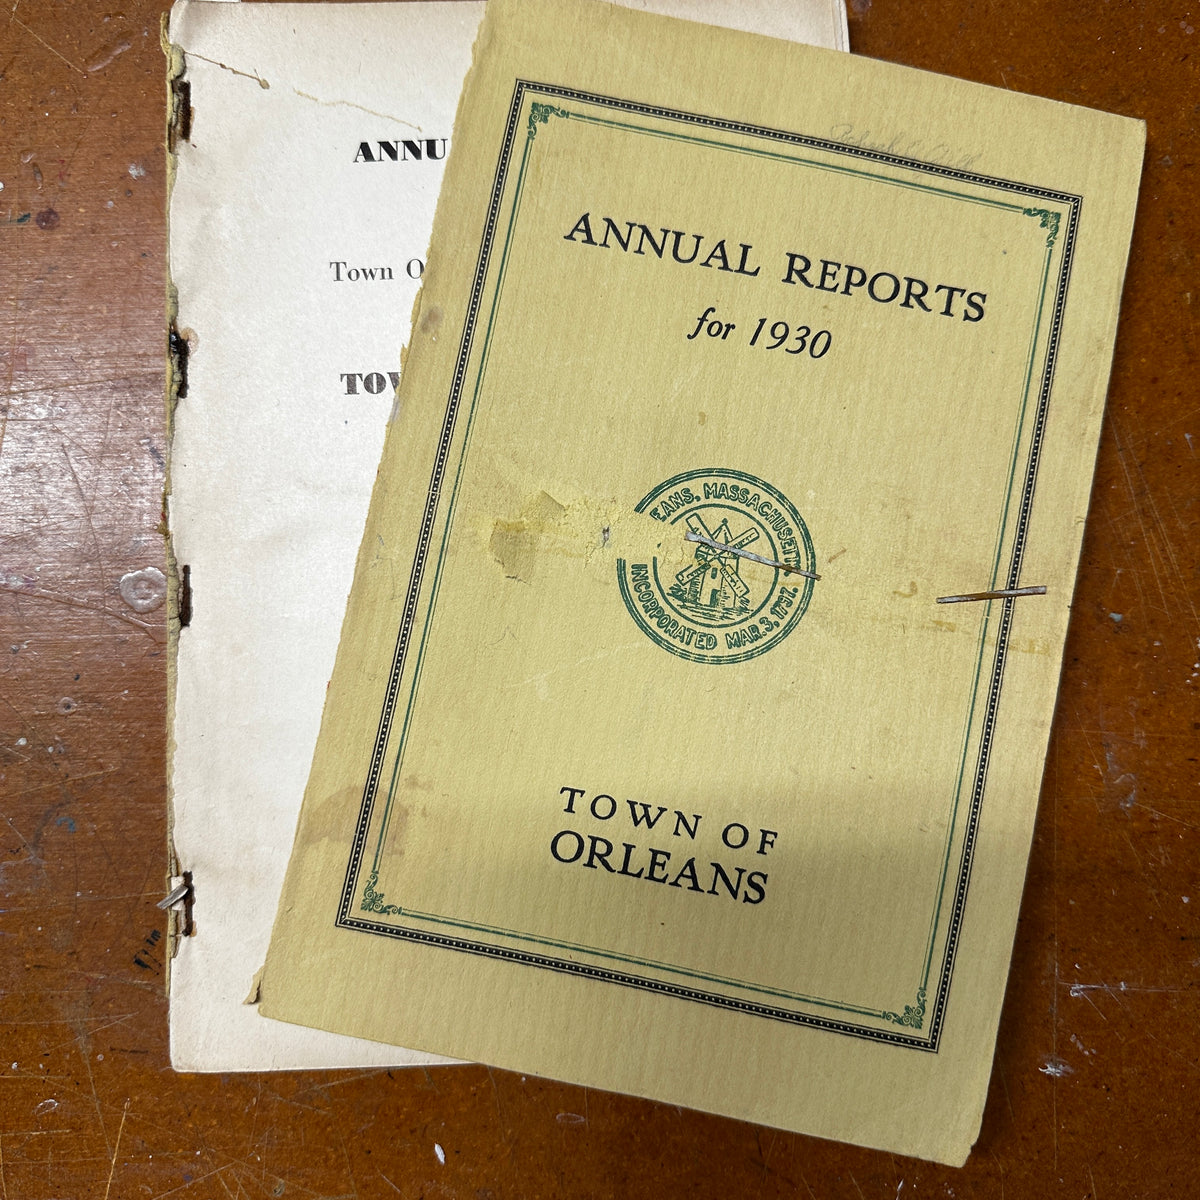 ANNU
Town O
TOW
ANNUAL REPORTS
for 1930
EANS, MASSACHUSETT
INCORPORATED MAR. 3, 1797.
TOWN OF
ORLEANS